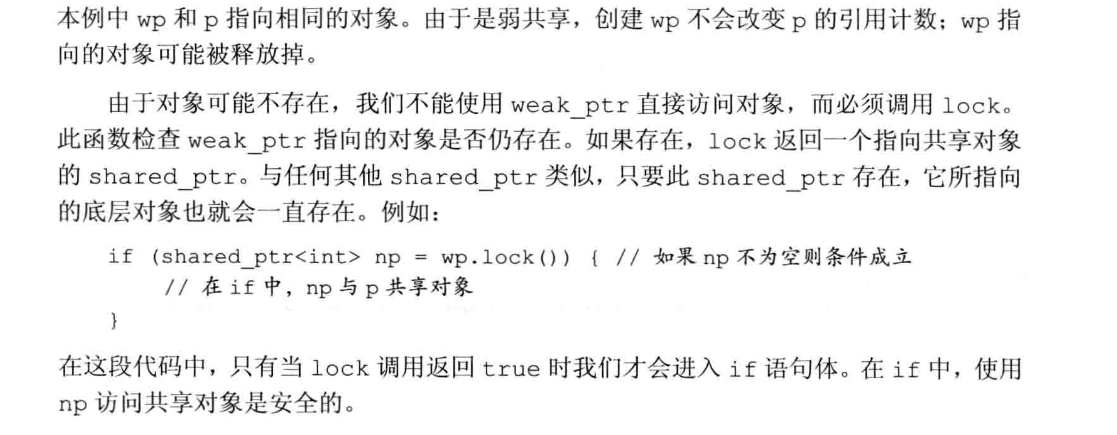 本例中 wp 和 p 指向相同的对象。由于是弱共享，创建 wp 不会改变 p 的引用计数；wp 指
向的对象可能被释放掉。
由于对象可能不存在，我们不能使用 weak_ptr 直接访问对象，而必须调用 lock。
此函数检查 weak_ptr 指向的对象是否仍存在。如果存在，lock 返回一个指向共享对象
的 shared_ptr。与任何其他 shared_ptr 类似，只要此 shared_ptr 存在，它所指向
的底层对象也就会一直存在。例如：
if (shared_ptr<int> np = wp.lock()) { // 如果 np 不为空则条件成立
// 在 if 中，np 与 p 共享对象
}
在这段代码中，只有当 lock 调用返回 true 时我们才会进入 if 语句体。在 if 中，使用
np 访问共享对象是安全的。